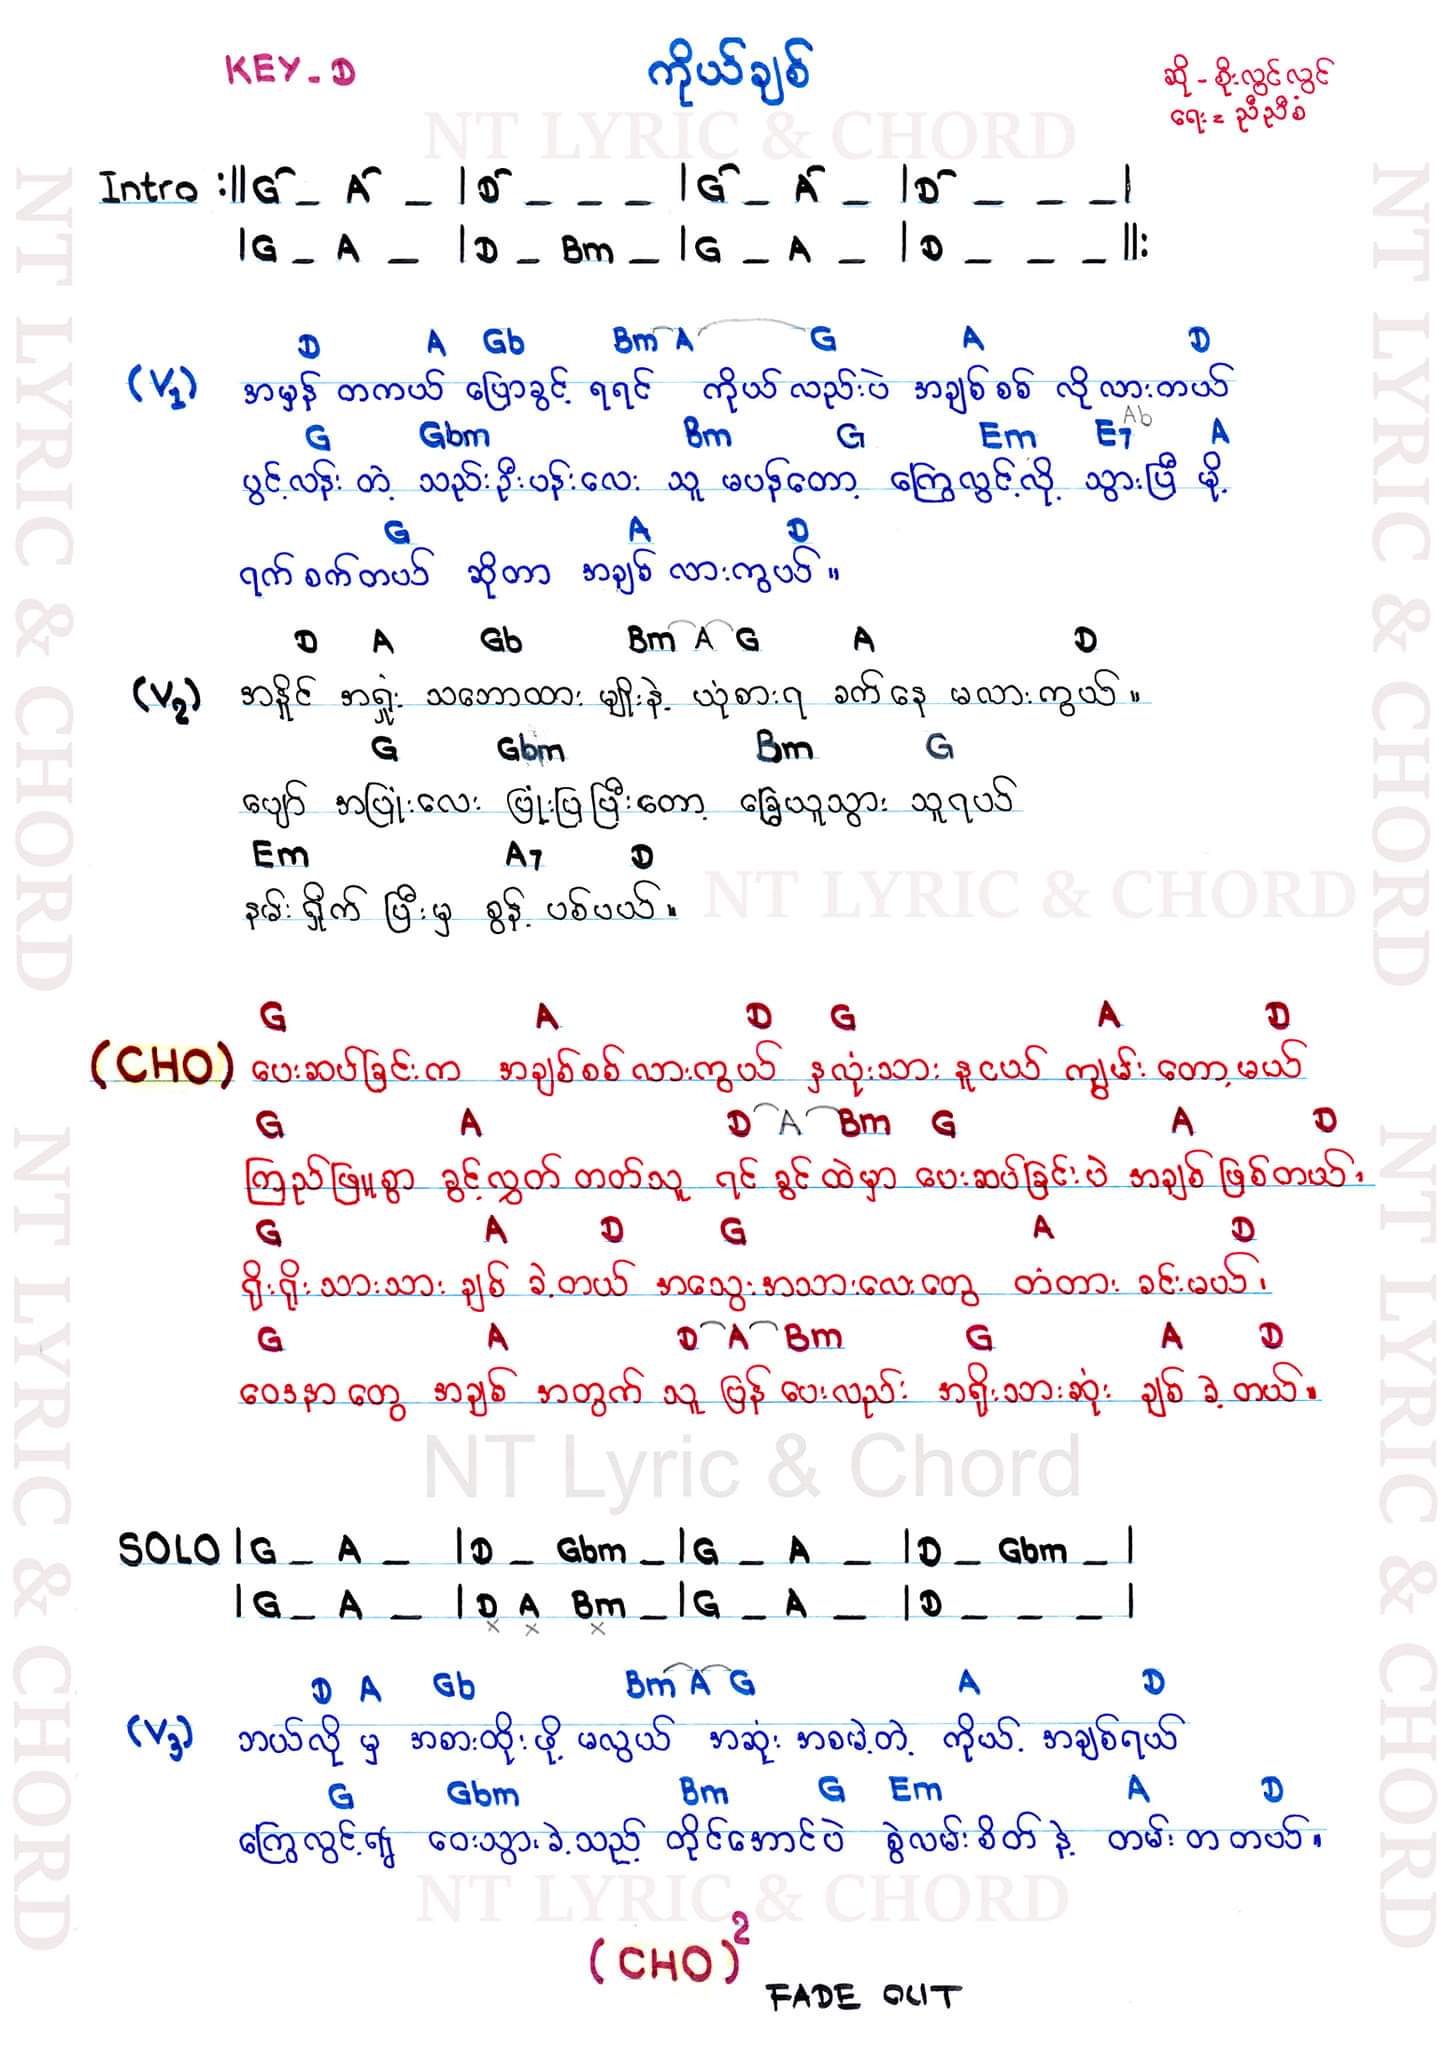 KEY - D
ကိုယ်ချစ်
ဆို - စိုးလွင်လွင်
ရေး = ညီညီစံ
NT LYRIC & CHORD
Intro :||G _ A _ |D _ _ _ |G _ A _ |D _ _ _|
|G _ A _ |D _ Bm _ |G _ A _ |D _ _ _ ||:
D A Gb Bm A G A D
(V1) အမှန် တကယ် ပြောခွင့် ရရင် ကိုယ် လည်းပဲ အချစ်စစ် လို လားတယ်
G Gbm Bm G Em E7 Ab A
ပွင့်လန်း တဲ့ သည်းဦးပန်းလေး သူ မပန်တော့ ကြွေလွင့်လို့ သွားပြီ မို့
G A D
ရက်စက်တယ် ဆိုတာ အချစ် လားကွယ်။
D A Gb Bm A G A D
(V2) အနှိုင် အရှုံး သဘောထား မျိုးနဲ့ ယုံစားရ ခက်နေ မလားကွယ်။
G Gbm Bm G
ပျော် အပြုံးလေး ပြုံးပြပြီးတော့ ခြွေယူသွား သူရယ်
Em A7 D
နမ်းရှိုက် ပြီးမှ စွန့် ပစ်မယ်။
NT LYRIC & CHORD
G A D G A D
(CHO) ပေးဆပ်ခြင်းက အချစ်စစ်လားကွယ် နှလုံးသား နုငယ် ကျွမ်း တော့မယ်
G A D A Bm G A D
ကြည်ဖြူစွာ ခွင့်လွှတ် တတ်သူ ရင် ခွင်ထဲမှာ ပေးဆပ်ခြင်းပဲ အချစ် ဖြစ်တယ်၊
G A D G A D
ရိုးရိုးသားသား ချစ် ခဲ့တယ် အသွေးအသားလေးတွေ တံတား ခင်းမယ်၊
G A D A Bm G A D
ဝေဒနာတွေ အချစ် အတွက် သူ ပြန် ပေးလည်း အရိုးသားဆုံး ချစ် ခဲ့ တယ်။
NT Lyric & Chord
SOLO |G _ A _ |D _ Gbm _|G _ A _ |D _ Gbm _|
|G _ A _ |D A Bm _|G _ A _ |D _ _ _|
x x x
D A Gb Bm A G A D
(V3) ဘယ်လို မှ အစားထိုးဖို့ မလွယ် အဆုံး အစမဲ့တဲ့ ကိုယ့် အချစ်ရယ်
G Gbm Bm G Em A D
ကြွေလွင့်၍ ဝေးသွားခဲ့သည့် တိုင်အောင်ပဲ စွဲလမ်းစိတ် နဲ့ တမ်း တ တယ်။
NT LYRIC & CHORD
(CHO)2
FADE OUT
NT LYRIC & CHORD
NT LYRIC & CHORD
NT LYRIC & CHORD
NT LYRIC & CHORD